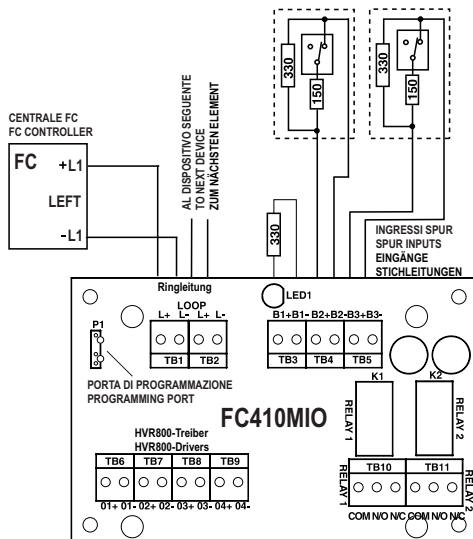 330
150
330
150
CENTRALE FC
FC CONTROLLER
FC
+L1
LEFT
-L1
AL DISPOSITIVO SEGUENTE
TO NEXT DEVICE
ZUM NÄCHSTEN ELEMENT
330
INGRESSI SPUR
SPUR INPUTS
EINGÄNGE
STICHLEITUNGEN
Ringleitung
LOOP
L+ L- L+ L-
TB1 TB2
LED1
B1+B1- B2+B2- B3+B3-
TB3 TB4 TB5
P1
PORTA DI PROGRAMMAZIONE
PROGRAMMING PORT
FC410MIO
K1
K2
RELAY 1
RELAY 2
HVR800-Treiber
HVR800-Drivers
TB6 TB7 TB8 TB9
01+ 01- 02+ 02- 03+ 03- 04+ 04-
RELAY 1
TB10 TB11
RELAY 2
COM N/O N/C COM N/O N/C